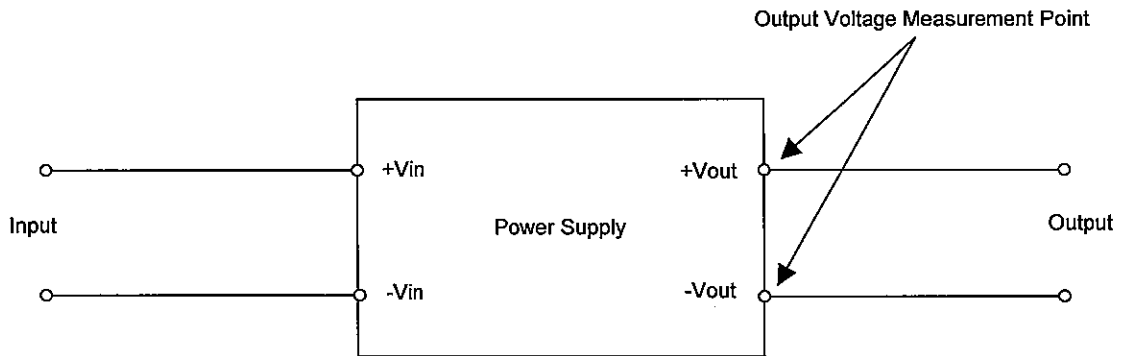 Output Voltage Measurement Point
+Vin
+Vout
Input
Power Supply
Output
-Vin
-Vout